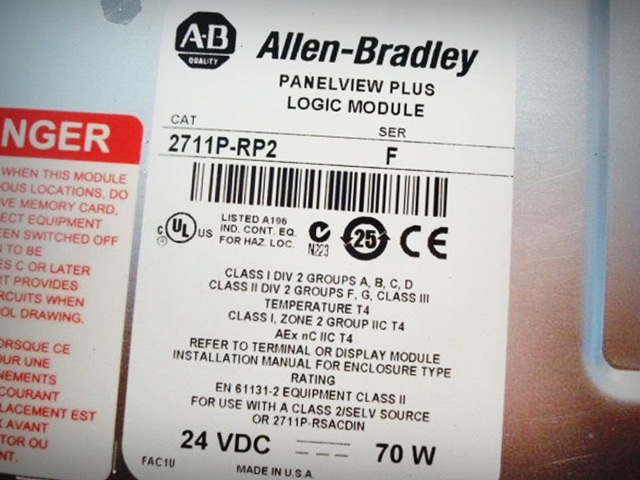 A-B
QUALITY
Allen-Bradley
PANELVIEW PLUS
LOGIC MODULE
CAT
SER
2711P-RP2
F
LISTED A196
IND. CONT. EQ.
FOR HAZ. LOC.
C UL US
N223
25
CE
CLASS I DIV 2 GROUPS A, B, C, D
CLASS II DIV 2 GROUPS F, G, CLASS III
TEMPERATURE T4
CLASS I, ZONE 2 GROUP IIC T4
AEx nC IIC T4
REFER TO TERMINAL OR DISPLAY MODULE
INSTALLATION MANUAL FOR ENCLOSURE TYPE
RATING
EN 61131-2 EQUIPMENT CLASS II
FOR USE WITH A CLASS 2/SELV SOURCE
OR 2711P-RSACDIN
24 VDC
70 W
FAC1U
MADE IN U.S.A.
NGER
WHEN THIS MODULE
OUS LOCATIONS, DO
VE MEMORY CARD,
ECT EQUIPMENT
EEN SWITCHED OFF
N TO BE
ES C OR LATER
RT PROVIDES
RCUITS WHEN
OL DRAWING.
ORSQUE CE
OUR UNE
NEMENTS
CORDANT
LACEMENT EST
X AVANT
TOR OU
NT.